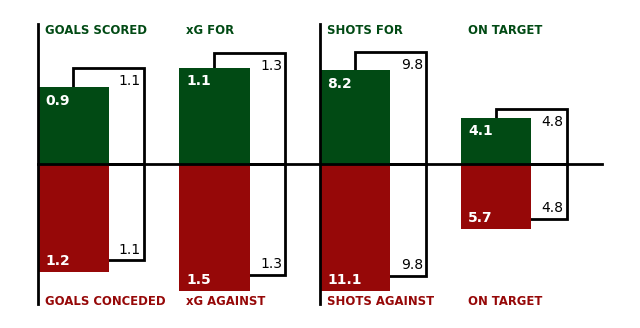 GOALS SCORED xG FOR SHOTS FOR ON TARGET
1.1 1.3 9.8 4.8
0.9 1.1 8.2 4.1
1.2 1.5 11.1 5.7
1.1 1.3 9.8 4.8
GOALS CONCEDED xG AGAINST SHOTS AGAINST ON TARGET